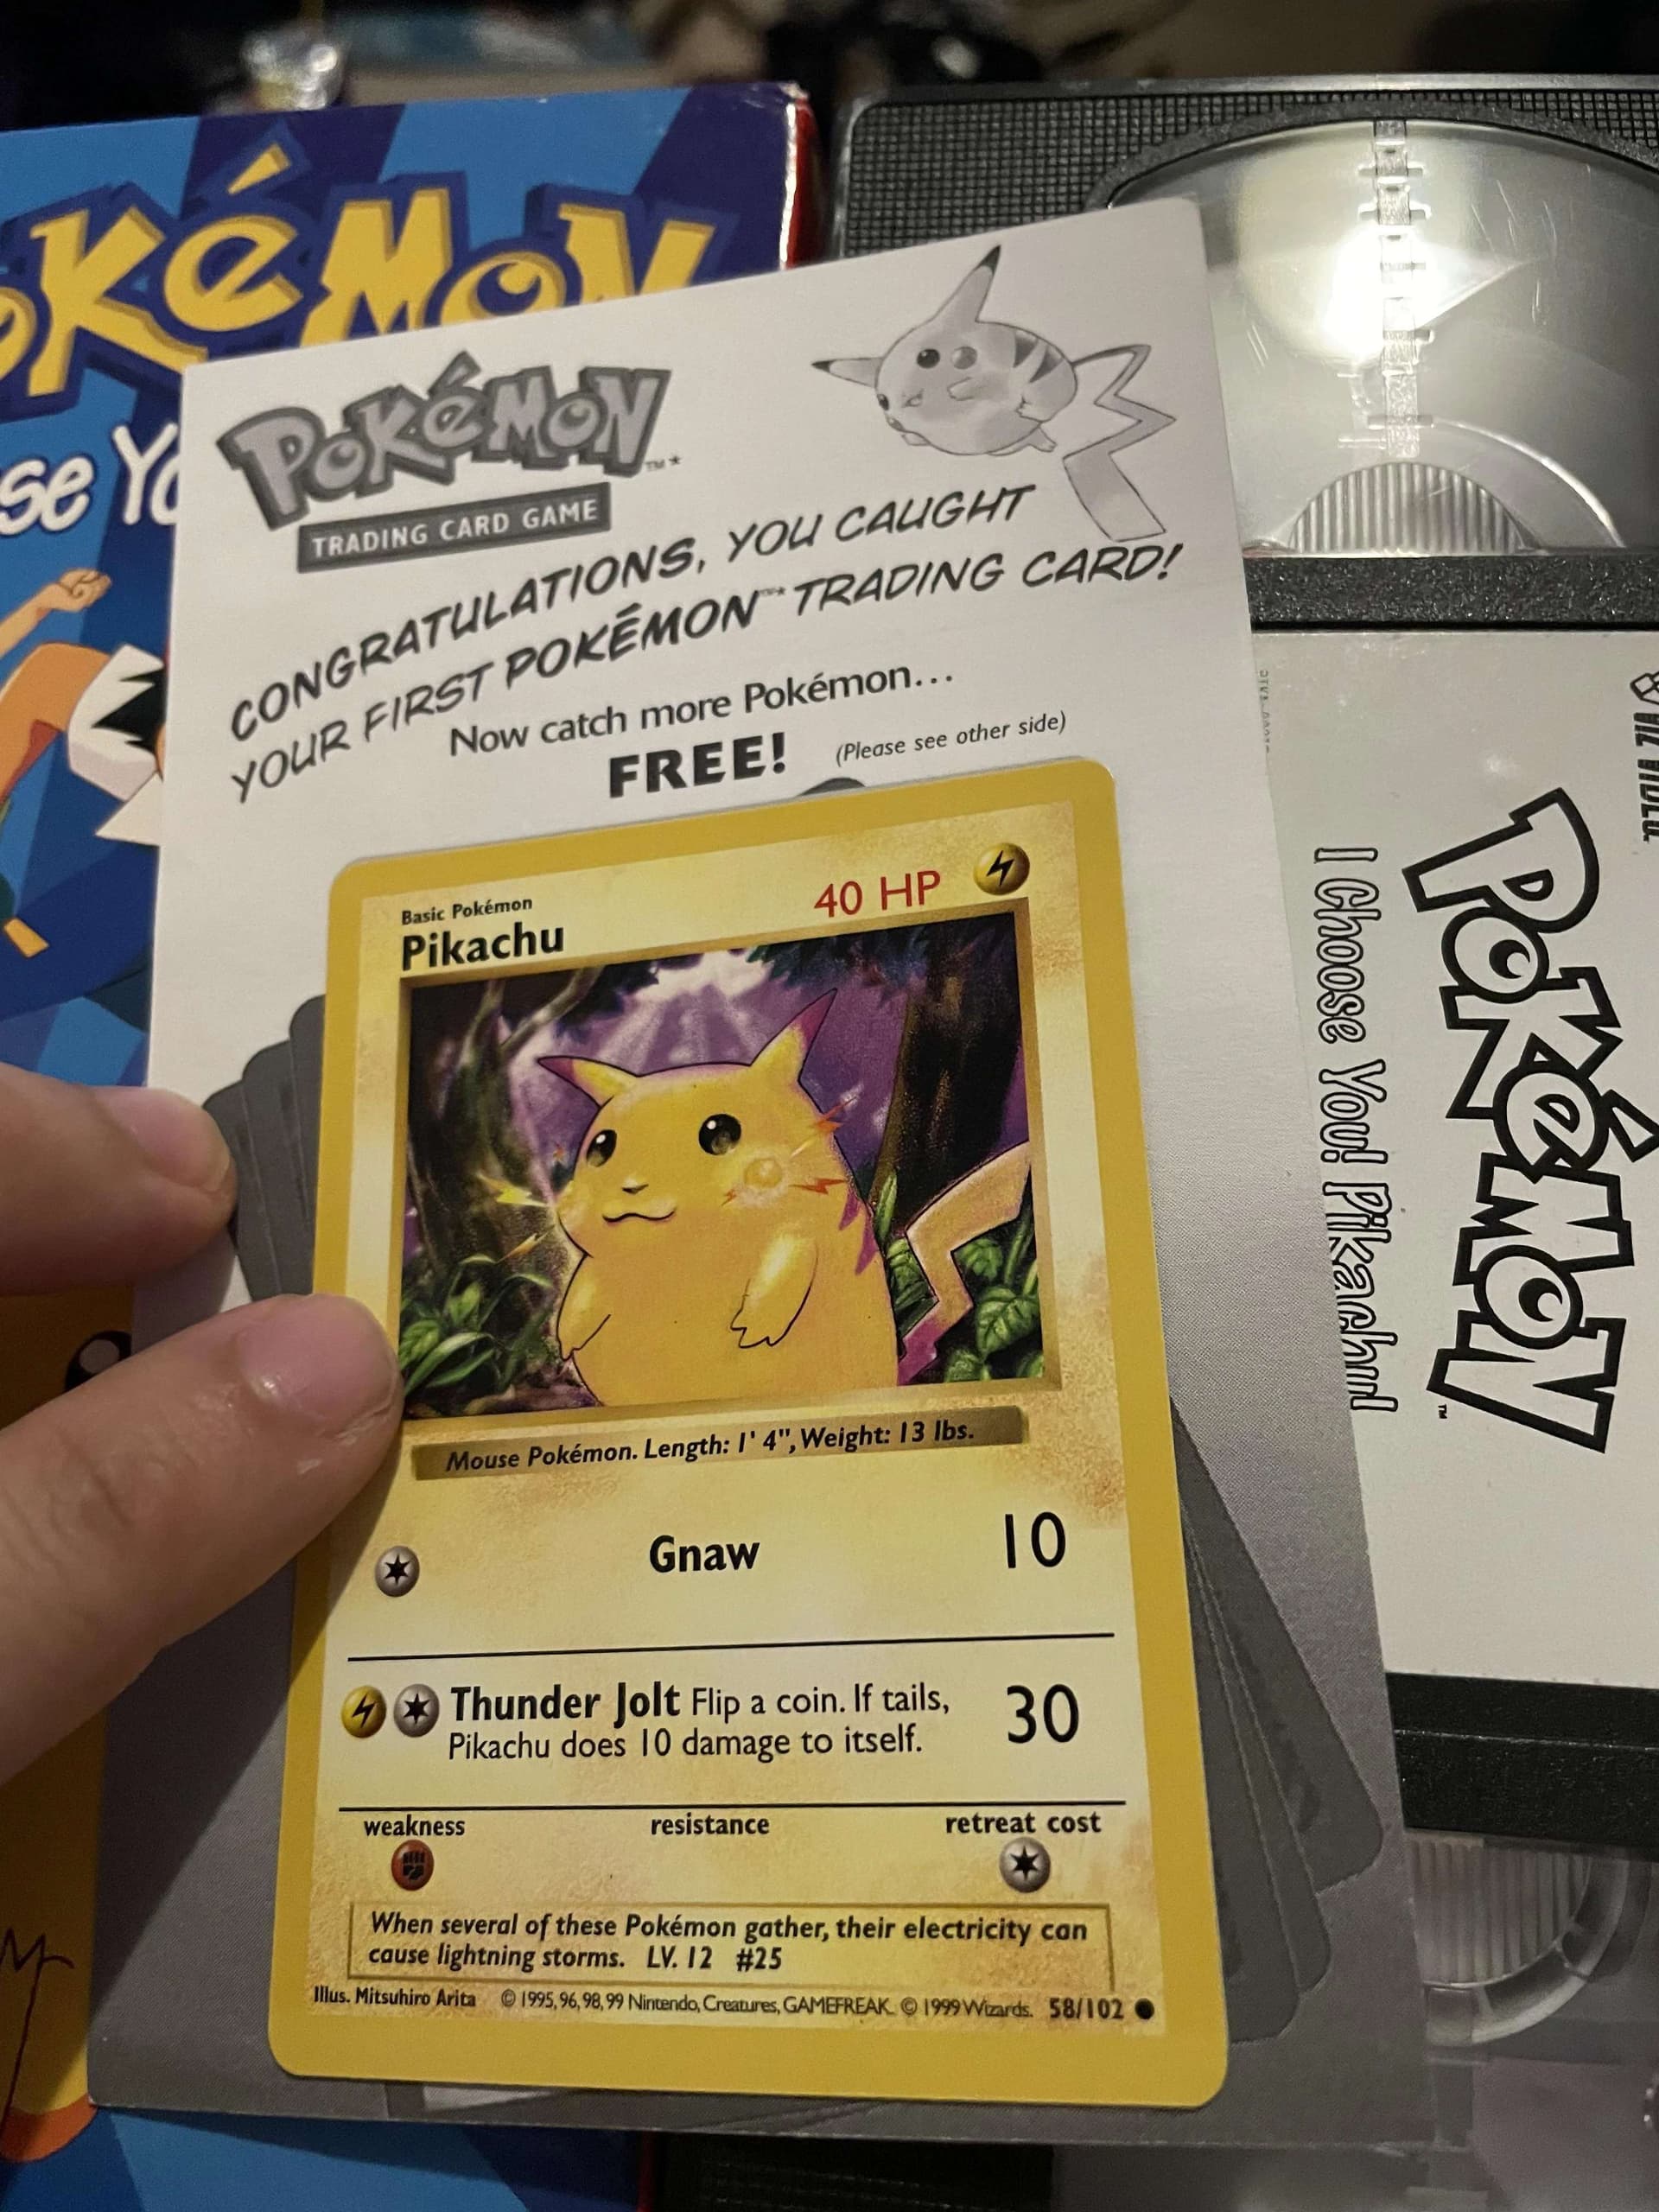 POKéMON
POKéMON ™*
TRADING CARD GAME
CONGRATULATIONS, YOU CAUGHT
YOUR FIRST POKÉMON™* TRADING CARD!
Now catch more Pokémon...
FREE! (Please see other side)
Basic Pokémon
Pikachu
40 HP
Mouse Pokémon. Length: 1' 4", Weight: 13 lbs.
Gnaw 10
Thunder Jolt Flip a coin. If tails, 30
Pikachu does 10 damage to itself.
weakness resistance retreat cost
When several of these Pokémon gather, their electricity can
cause lightning storms. LV. 12 #25
Illus. Mitsuhiro Arita © 1995, 96, 98, 99 Nintendo, Creatures, GAMEFREAK. © 1999 Wizards. 58/102
POKéMON™
I Choose You! Pikachu!